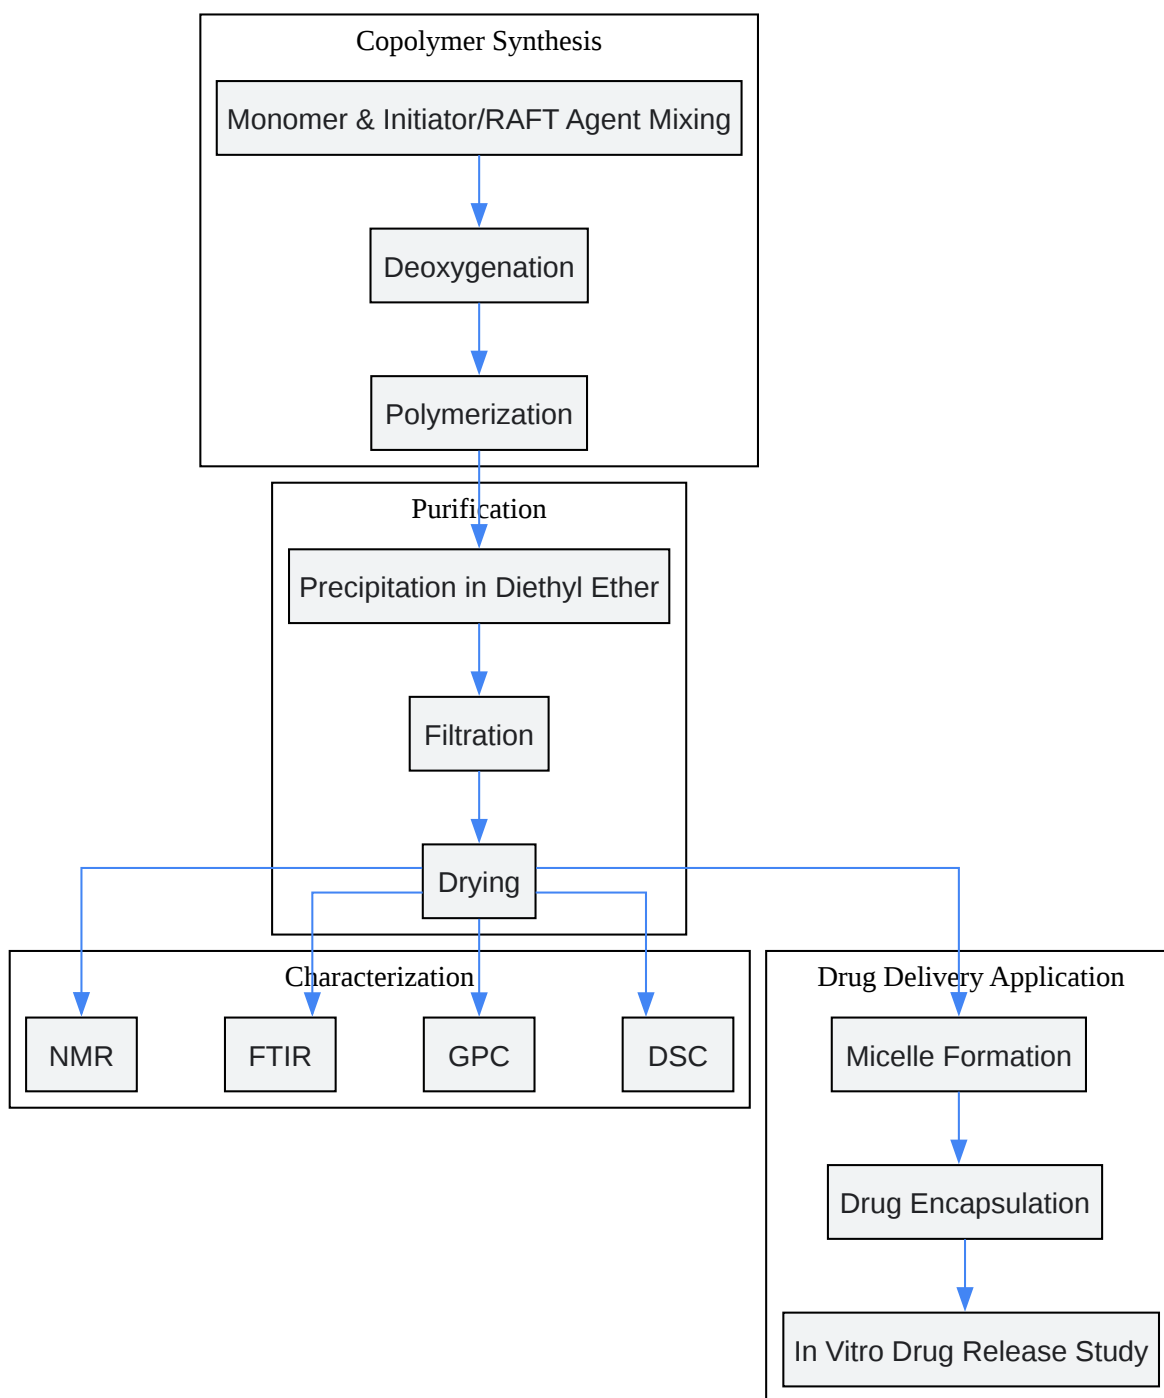 Copolymer Synthesis
Monomer & Initiator/RAFT Agent Mixing
Deoxygenation
Polymerization
Purification
Precipitation in Diethyl Ether
Filtration
Drying
Characterization
NMR
FTIR
GPC
DSC
Drug Delivery Application
Micelle Formation
Drug Encapsulation
In Vitro Drug Release Study